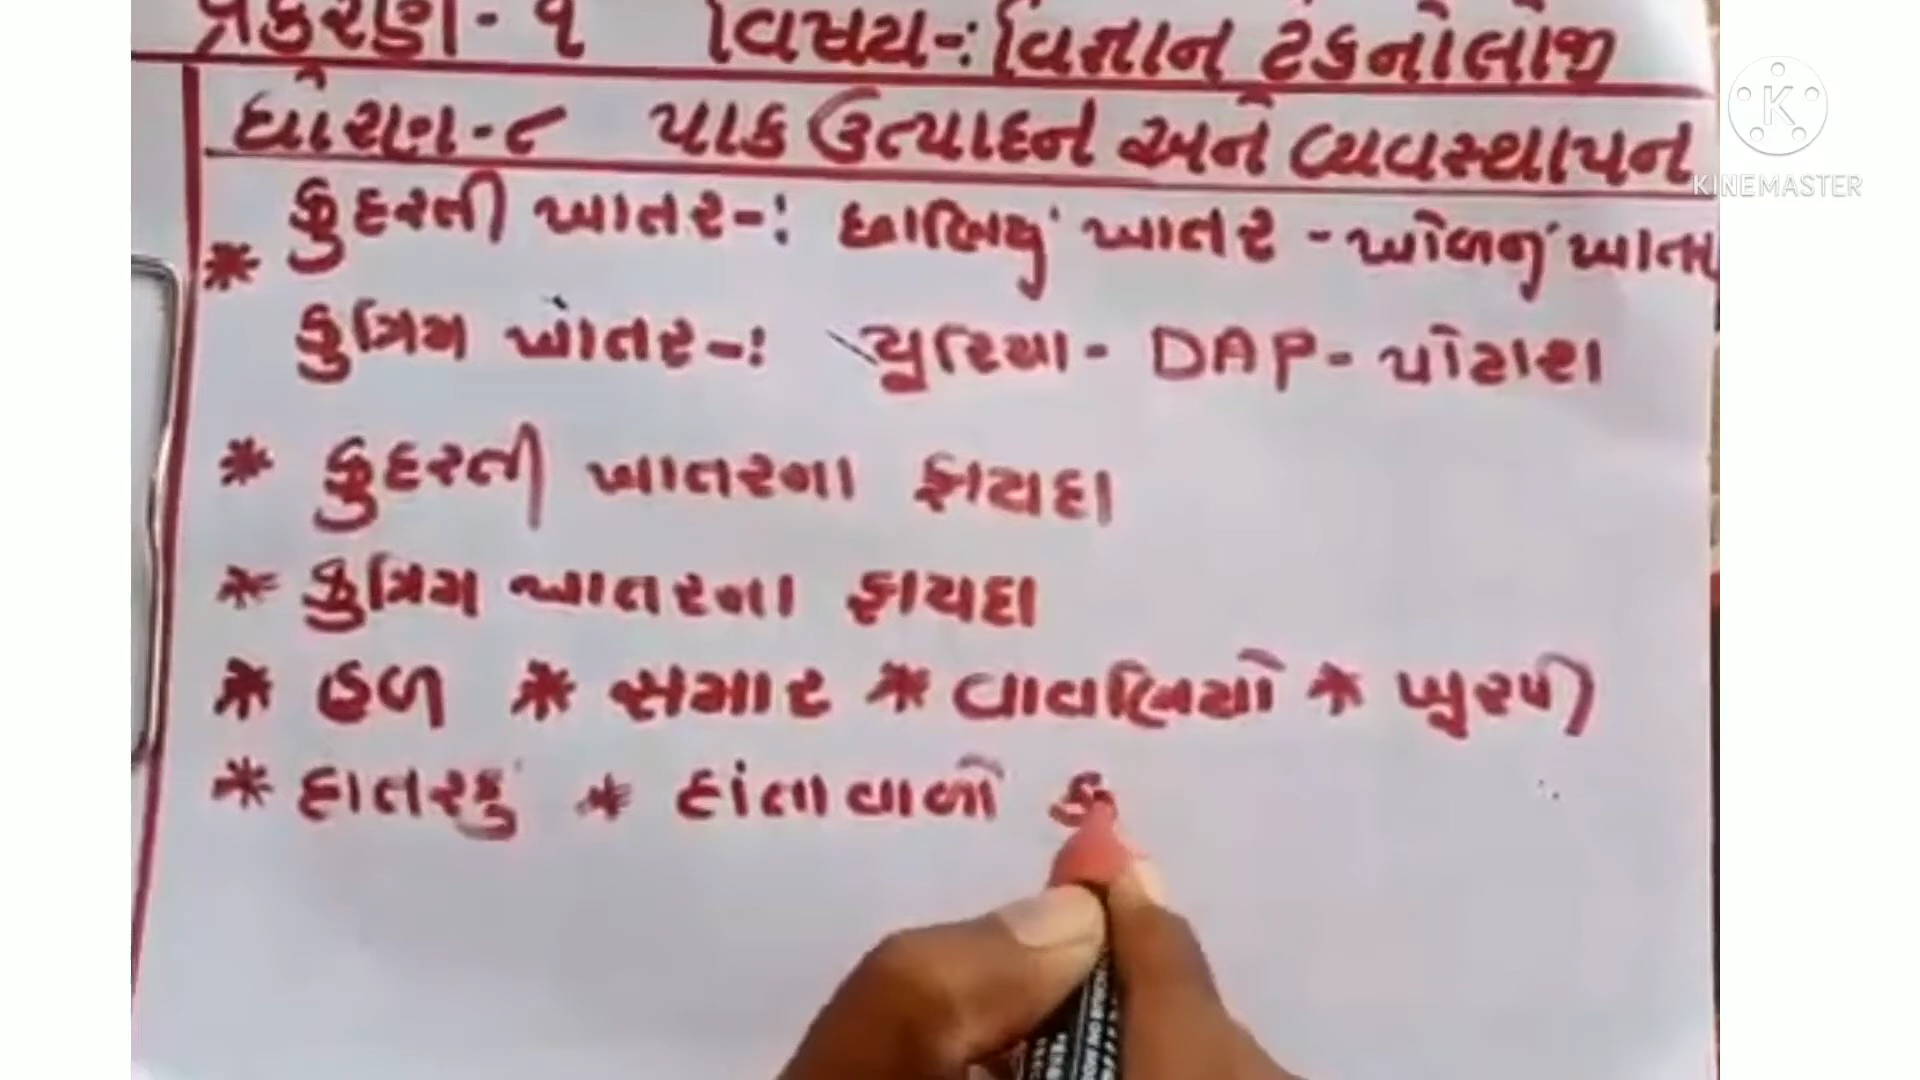 પ્રકરણ - ૧ વિષય -: વિજ્ઞાન ટેકનોલોજી
ધોરણ - ૮ પાક ઉત્પાદન અને વ્યવસ્થાપન
KINEMASTER
* કુદરતી ખાતર -: છાણિયું ખાતર - ખોળનું ખાતર
કુત્રિમ ખાતર -: યુરિયા - DAP - પોટાશ
* કુદરતી ખાતરના ફાયદા
* કુત્રિમ ખાતરના ફાયદા
* હળ * સમાર * વાવણિયો * ખુરપી
* દાતરડું * દાંતાવાળો ક